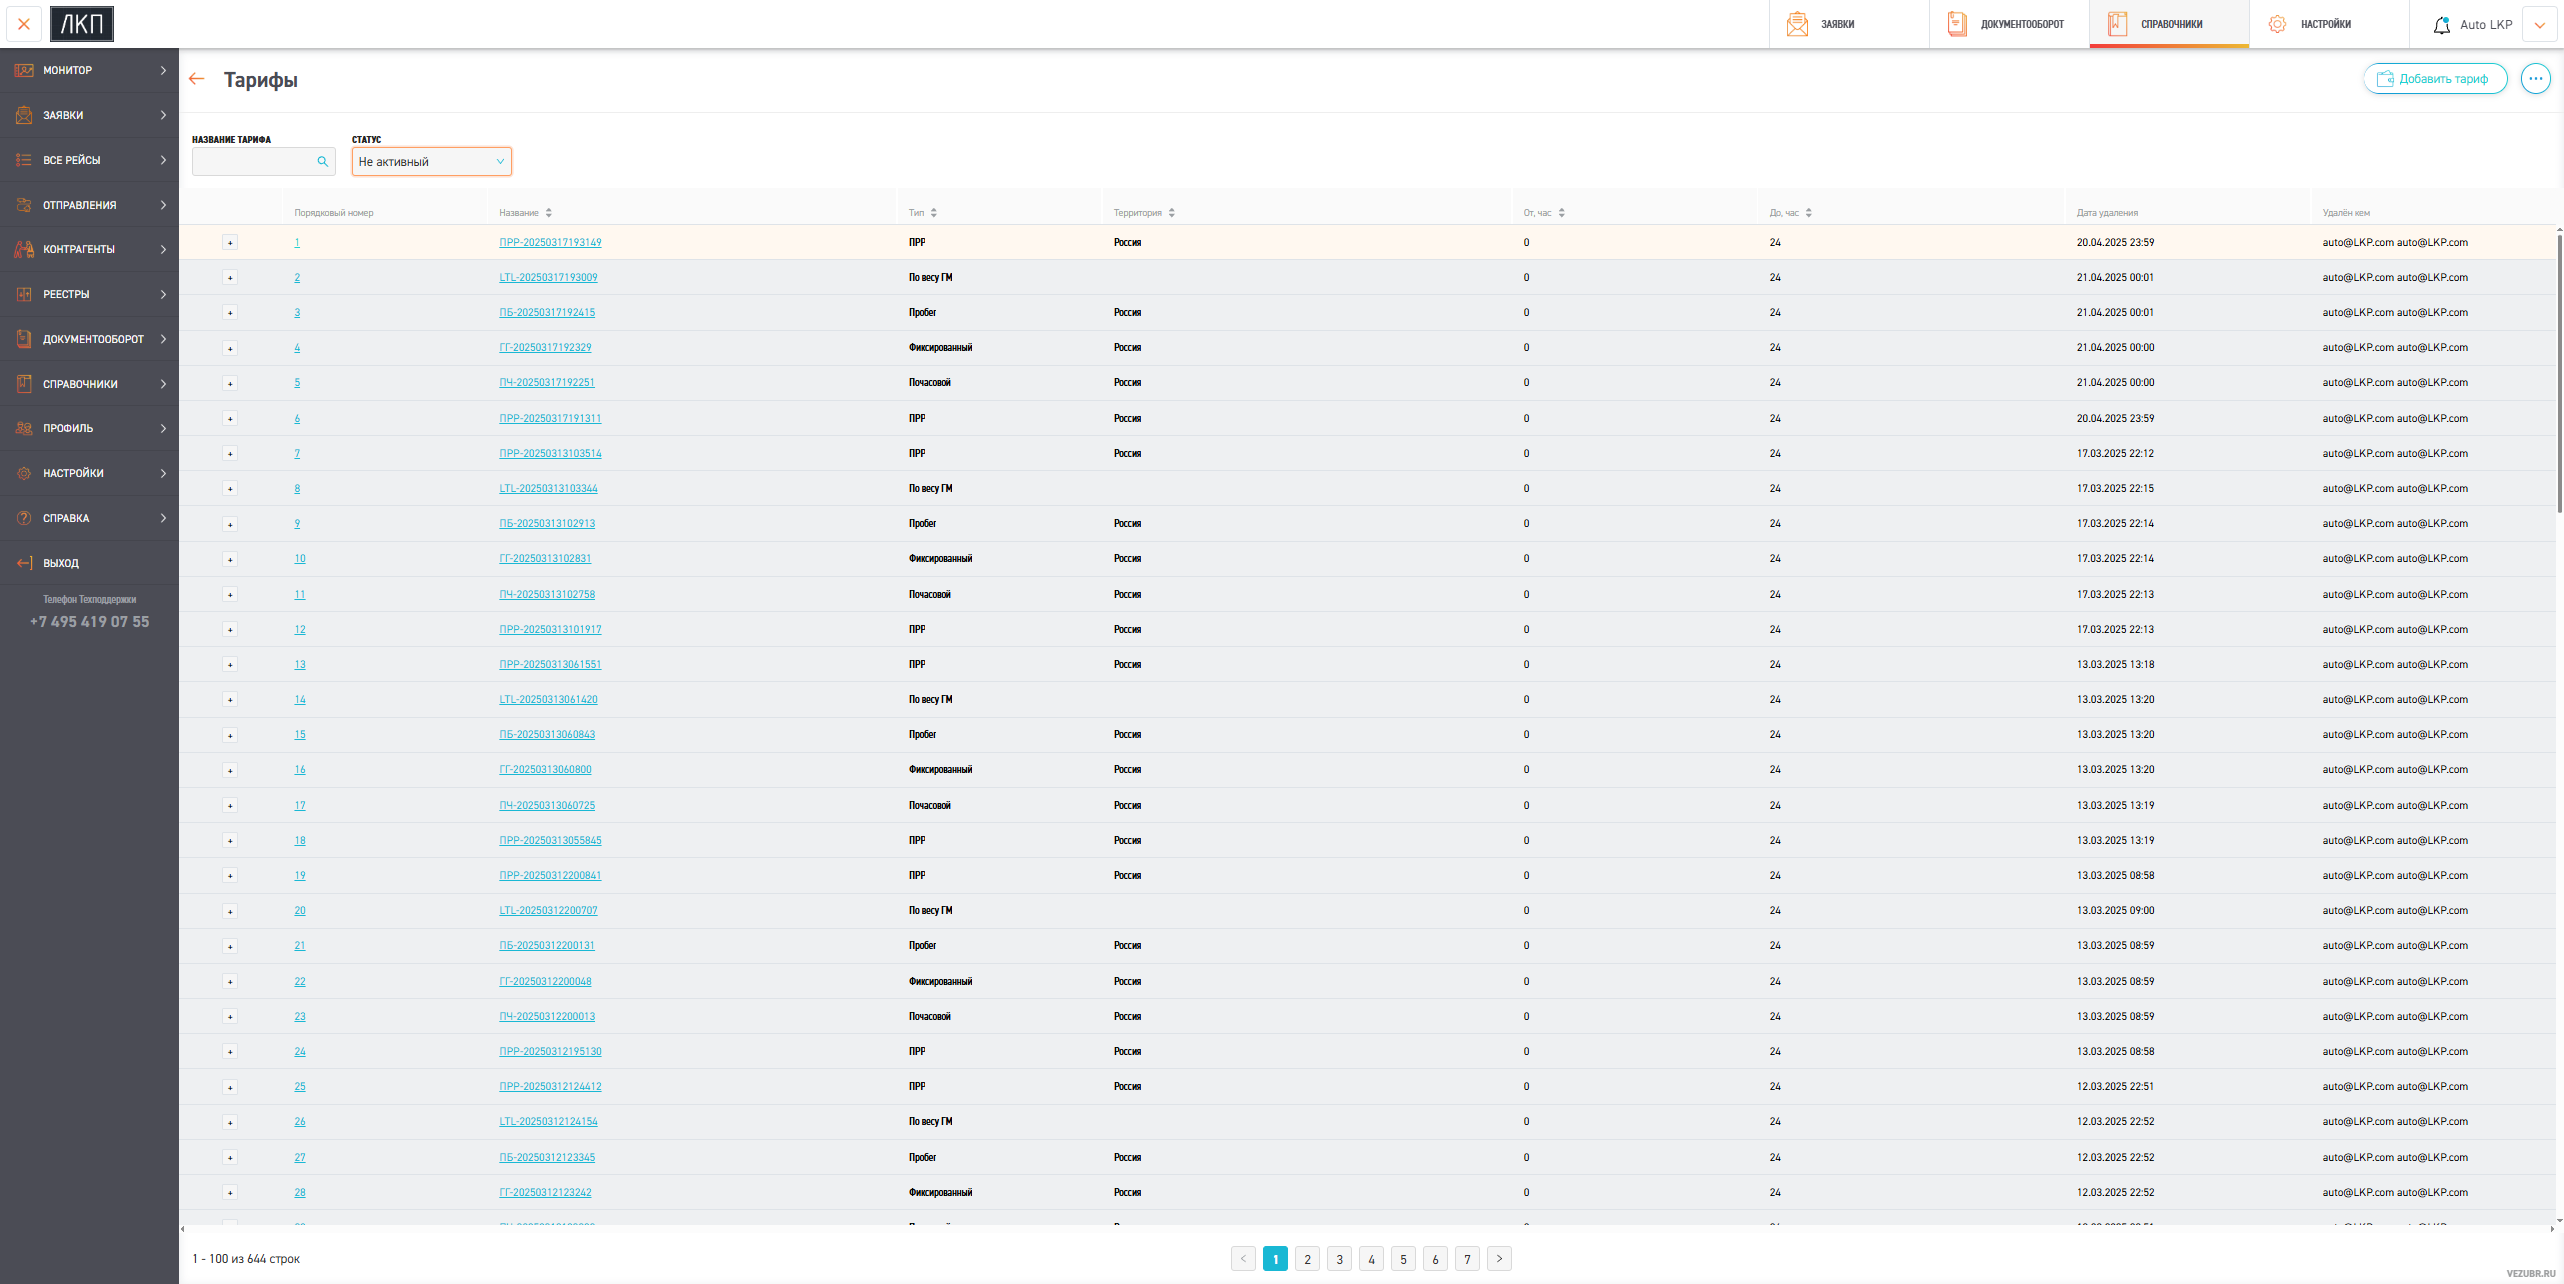 ЛКП
ЗАЯВКИ
ДОКУМЕНТООБОРОТ
СПРАВОЧНИКИ
НАСТРОЙКИ
Auto LKP
МОНИТОР
ЗАЯВКИ
ВСЕ РЕЙСЫ
ОТПРАВЛЕНИЯ
КОНТРАГЕНТЫ
РЕЕСТРЫ
ДОКУМЕНТООБОРОТ
СПРАВОЧНИКИ
ПРОФИЛЬ
НАСТРОЙКИ
СПРАВКА
ВЫХОД
Телефон Техподдержки
+7 495 419 07 55
Тарифы
Добавить тариф
НАЗВАНИЕ ТАРИФА СТАТУС
Не активный
Порядковый номер Название Тип Территория От, час До, час Дата удаления Удалён кем
+ 1 ПРР-20250317193149 ПРР Россия 0 24 20.04.2025 23:59 auto@LKP.com auto@LKP.com
+ 2 LTL-20250317193009 По весу ГМ 0 24 21.04.2025 00:01 auto@LKP.com auto@LKP.com
+ 3 ПБ-20250317192415 Пробег Россия 0 24 21.04.2025 00:01 auto@LKP.com auto@LKP.com
+ 4 ГГ-20250317192329 Фиксированный Россия 0 24 21.04.2025 00:00 auto@LKP.com auto@LKP.com
+ 5 ПЧ-20250317192251 Почасовой Россия 0 24 21.04.2025 00:00 auto@LKP.com auto@LKP.com
+ 6 ПРР-20250317191311 ПРР Россия 0 24 20.04.2025 23:59 auto@LKP.com auto@LKP.com
+ 7 ПРР-20250313103514 ПРР Россия 0 24 17.03.2025 22:12 auto@LKP.com auto@LKP.com
+ 8 LTL-20250313103344 По весу ГМ 0 24 17.03.2025 22:15 auto@LKP.com auto@LKP.com
+ 9 ПБ-20250313102913 Пробег Россия 0 24 17.03.2025 22:14 auto@LKP.com auto@LKP.com
+ 10 ГГ-20250313102831 Фиксированный Россия 0 24 17.03.2025 22:14 auto@LKP.com auto@LKP.com
+ 11 ПЧ-20250313102758 Почасовой Россия 0 24 17.03.2025 22:13 auto@LKP.com auto@LKP.com
+ 12 ПРР-20250313101917 ПРР Россия 0 24 17.03.2025 22:13 auto@LKP.com auto@LKP.com
+ 13 ПРР-20250313061551 ПРР Россия 0 24 13.03.2025 13:18 auto@LKP.com auto@LKP.com
+ 14 LTL-20250313061420 По весу ГМ 0 24 13.03.2025 13:20 auto@LKP.com auto@LKP.com
+ 15 ПБ-20250313060843 Пробег Россия 0 24 13.03.2025 13:20 auto@LKP.com auto@LKP.com
+ 16 ГГ-20250313060800 Фиксированный Россия 0 24 13.03.2025 13:20 auto@LKP.com auto@LKP.com
+ 17 ПЧ-20250313060725 Почасовой Россия 0 24 13.03.2025 13:19 auto@LKP.com auto@LKP.com
+ 18 ПРР-20250313055845 ПРР Россия 0 24 13.03.2025 13:19 auto@LKP.com auto@LKP.com
+ 19 ПРР-20250312200841 ПРР Россия 0 24 13.03.2025 08:58 auto@LKP.com auto@LKP.com
+ 20 LTL-20250312200707 По весу ГМ 0 24 13.03.2025 09:00 auto@LKP.com auto@LKP.com
+ 21 ПБ-20250312200131 Пробег Россия 0 24 13.03.2025 08:59 auto@LKP.com auto@LKP.com
+ 22 ГГ-20250312200048 Фиксированный Россия 0 24 13.03.2025 08:59 auto@LKP.com auto@LKP.com
+ 23 ПЧ-20250312200013 Почасовой Россия 0 24 13.03.2025 08:59 auto@LKP.com auto@LKP.com
+ 24 ПРР-20250312195130 ПРР Россия 0 24 13.03.2025 08:58 auto@LKP.com auto@LKP.com
+ 25 ПРР-20250312124412 ПРР Россия 0 24 12.03.2025 22:51 auto@LKP.com auto@LKP.com
+ 26 LTL-20250312124154 По весу ГМ 0 24 12.03.2025 22:52 auto@LKP.com auto@LKP.com
+ 27 ПБ-20250312123345 Пробег Россия 0 24 12.03.2025 22:52 auto@LKP.com auto@LKP.com
+ 28 ГГ-20250312123242 Фиксированный Россия 0 24 12.03.2025 22:52 auto@LKP.com auto@LKP.com
1 - 100 из 644 строк
1 2 3 4 5 6 7
VEZUBR.RU